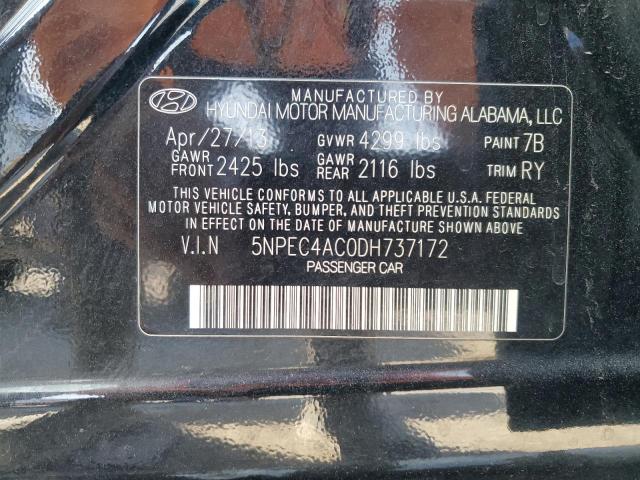 MANUFACTURED BY
HYUNDAI MOTOR MANUFACTURING ALABAMA, LLC
Apr/27/13 GVWR 4299 lbs PAINT 7B
GAWR FRONT 2425 lbs GAWR REAR 2116 lbs TRIM RY
THIS VEHICLE CONFORMS TO ALL APPLICABLE U.S.A. FEDERAL
MOTOR VEHICLE SAFETY, BUMPER, AND THEFT PREVENTION STANDARDS
IN EFFECT ON THE DATE OF MANUFACTURE SHOWN ABOVE
V.I.N 5NPEC4AC0DH737172
PASSENGER CAR